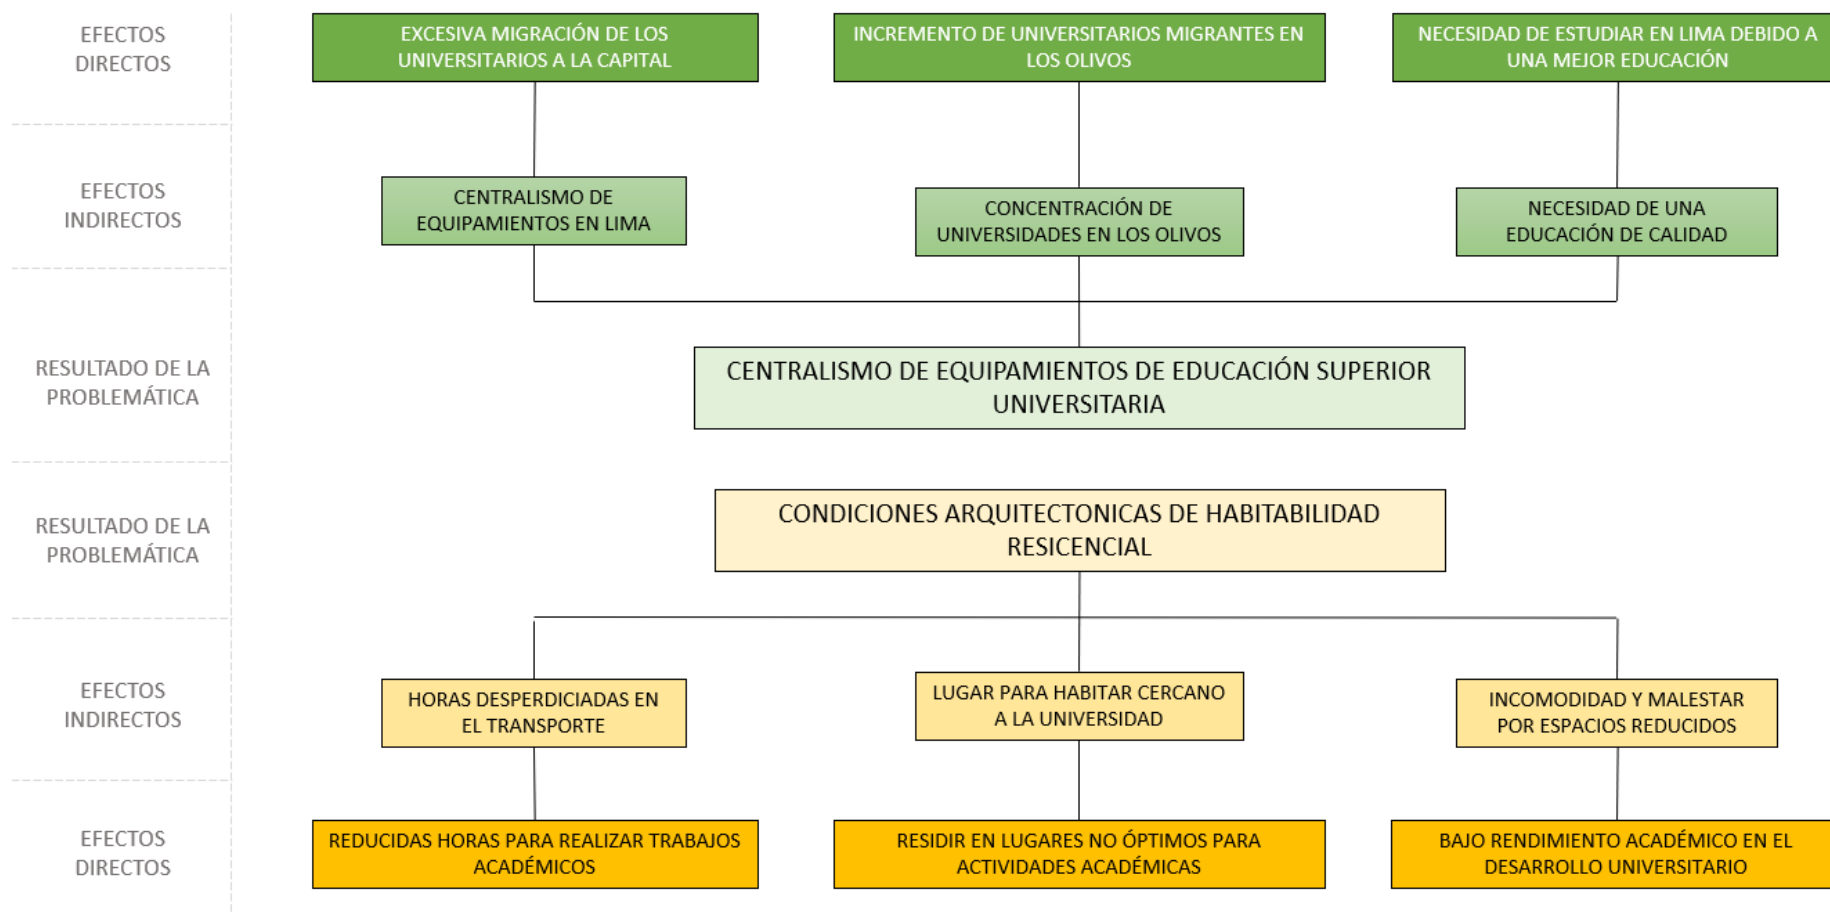 EFECTOS
DIRECTOS
EXCESIVA MIGRACIÓN DE LOS
UNIVERSITARIOS A LA CAPITAL
INCREMENTO DE UNIVERSITARIOS MIGRANTES EN
LOS OLIVOS
NECESIDAD DE ESTUDIAR EN LIMA DEBIDO A
UNA MEJOR EDUCACIÓN
EFECTOS
INDIRECTOS
CENTRALISMO DE
EQUIPAMIENTOS EN LIMA
CONCENTRACIÓN DE
UNIVERSIDADES EN LOS OLIVOS
NECESIDAD DE UNA
EDUCACIÓN DE CALIDAD
RESULTADO DE LA
PROBLEMÁTICA
CENTRALISMO DE EQUIPAMIENTOS DE EDUCACIÓN SUPERIOR
UNIVERSITARIA
RESULTADO DE LA
PROBLEMÁTICA
CONDICIONES ARQUITECTONICAS DE HABITABILIDAD
RESICENCIAL
EFECTOS
INDIRECTOS
HORAS DESPERDICIADAS EN
EL TRANSPORTE
LUGAR PARA HABITAR CERCANO
A LA UNIVERSIDAD
INCOMODIDAD Y MALESTAR
POR ESPACIOS REDUCIDOS
EFECTOS
DIRECTOS
REDUCIDAS HORAS PARA REALIZAR TRABAJOS
ACADÉMICOS
RESIDIR EN LUGARES NO ÓPTIMOS PARA
ACTIVIDADES ACADÉMICAS
BAJO RENDIMIENTO ACADÉMICO EN EL
DESARROLLO UNIVERSITARIO